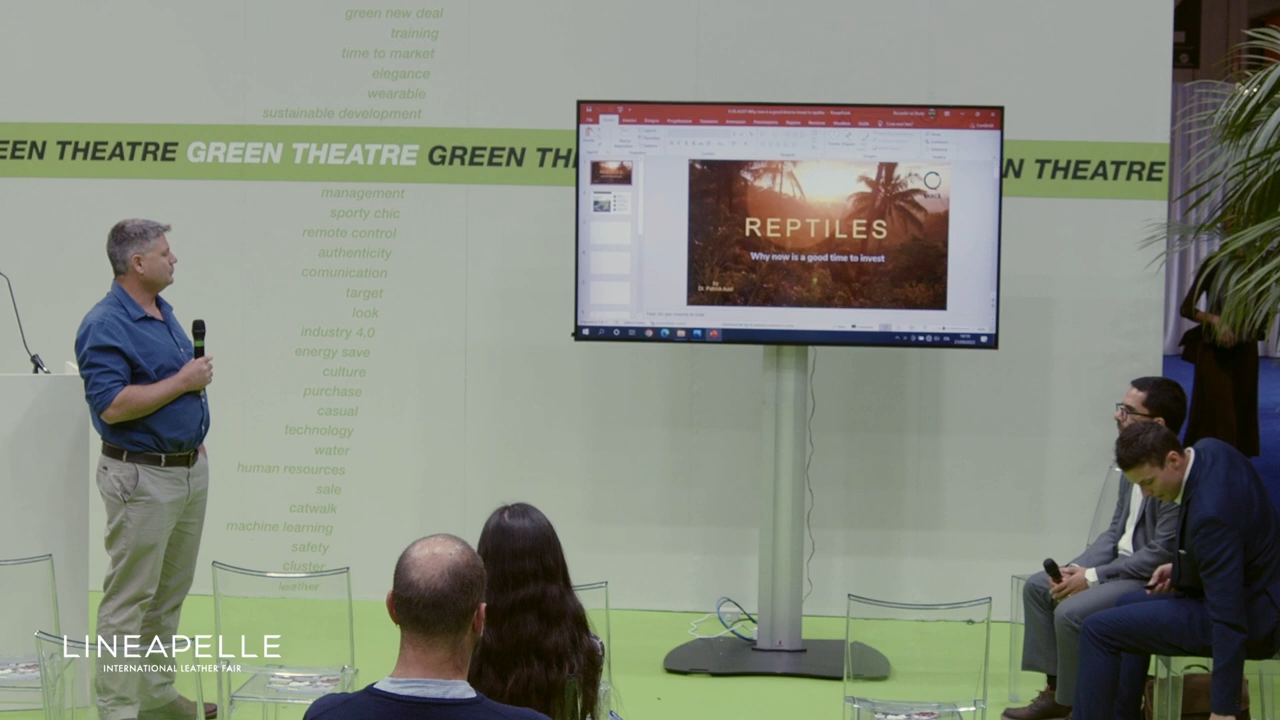 green new deal
training
time to market
elegance
wearable
sustainable development
EEN THEATRE GREEN THEATRE GREEN TH
N THEATRE
management
sporty chic
remote control
authenticity
comunication
target
look
industry 4.0
energy save
culture
purchase
casual
technology
water
human resources
sale
catwalk
machine learning
safety
cluster
leather
REPTILES
Why now is a good time to invest
by
LINEAPELLE
INTERNATIONAL LEATHER FAIR